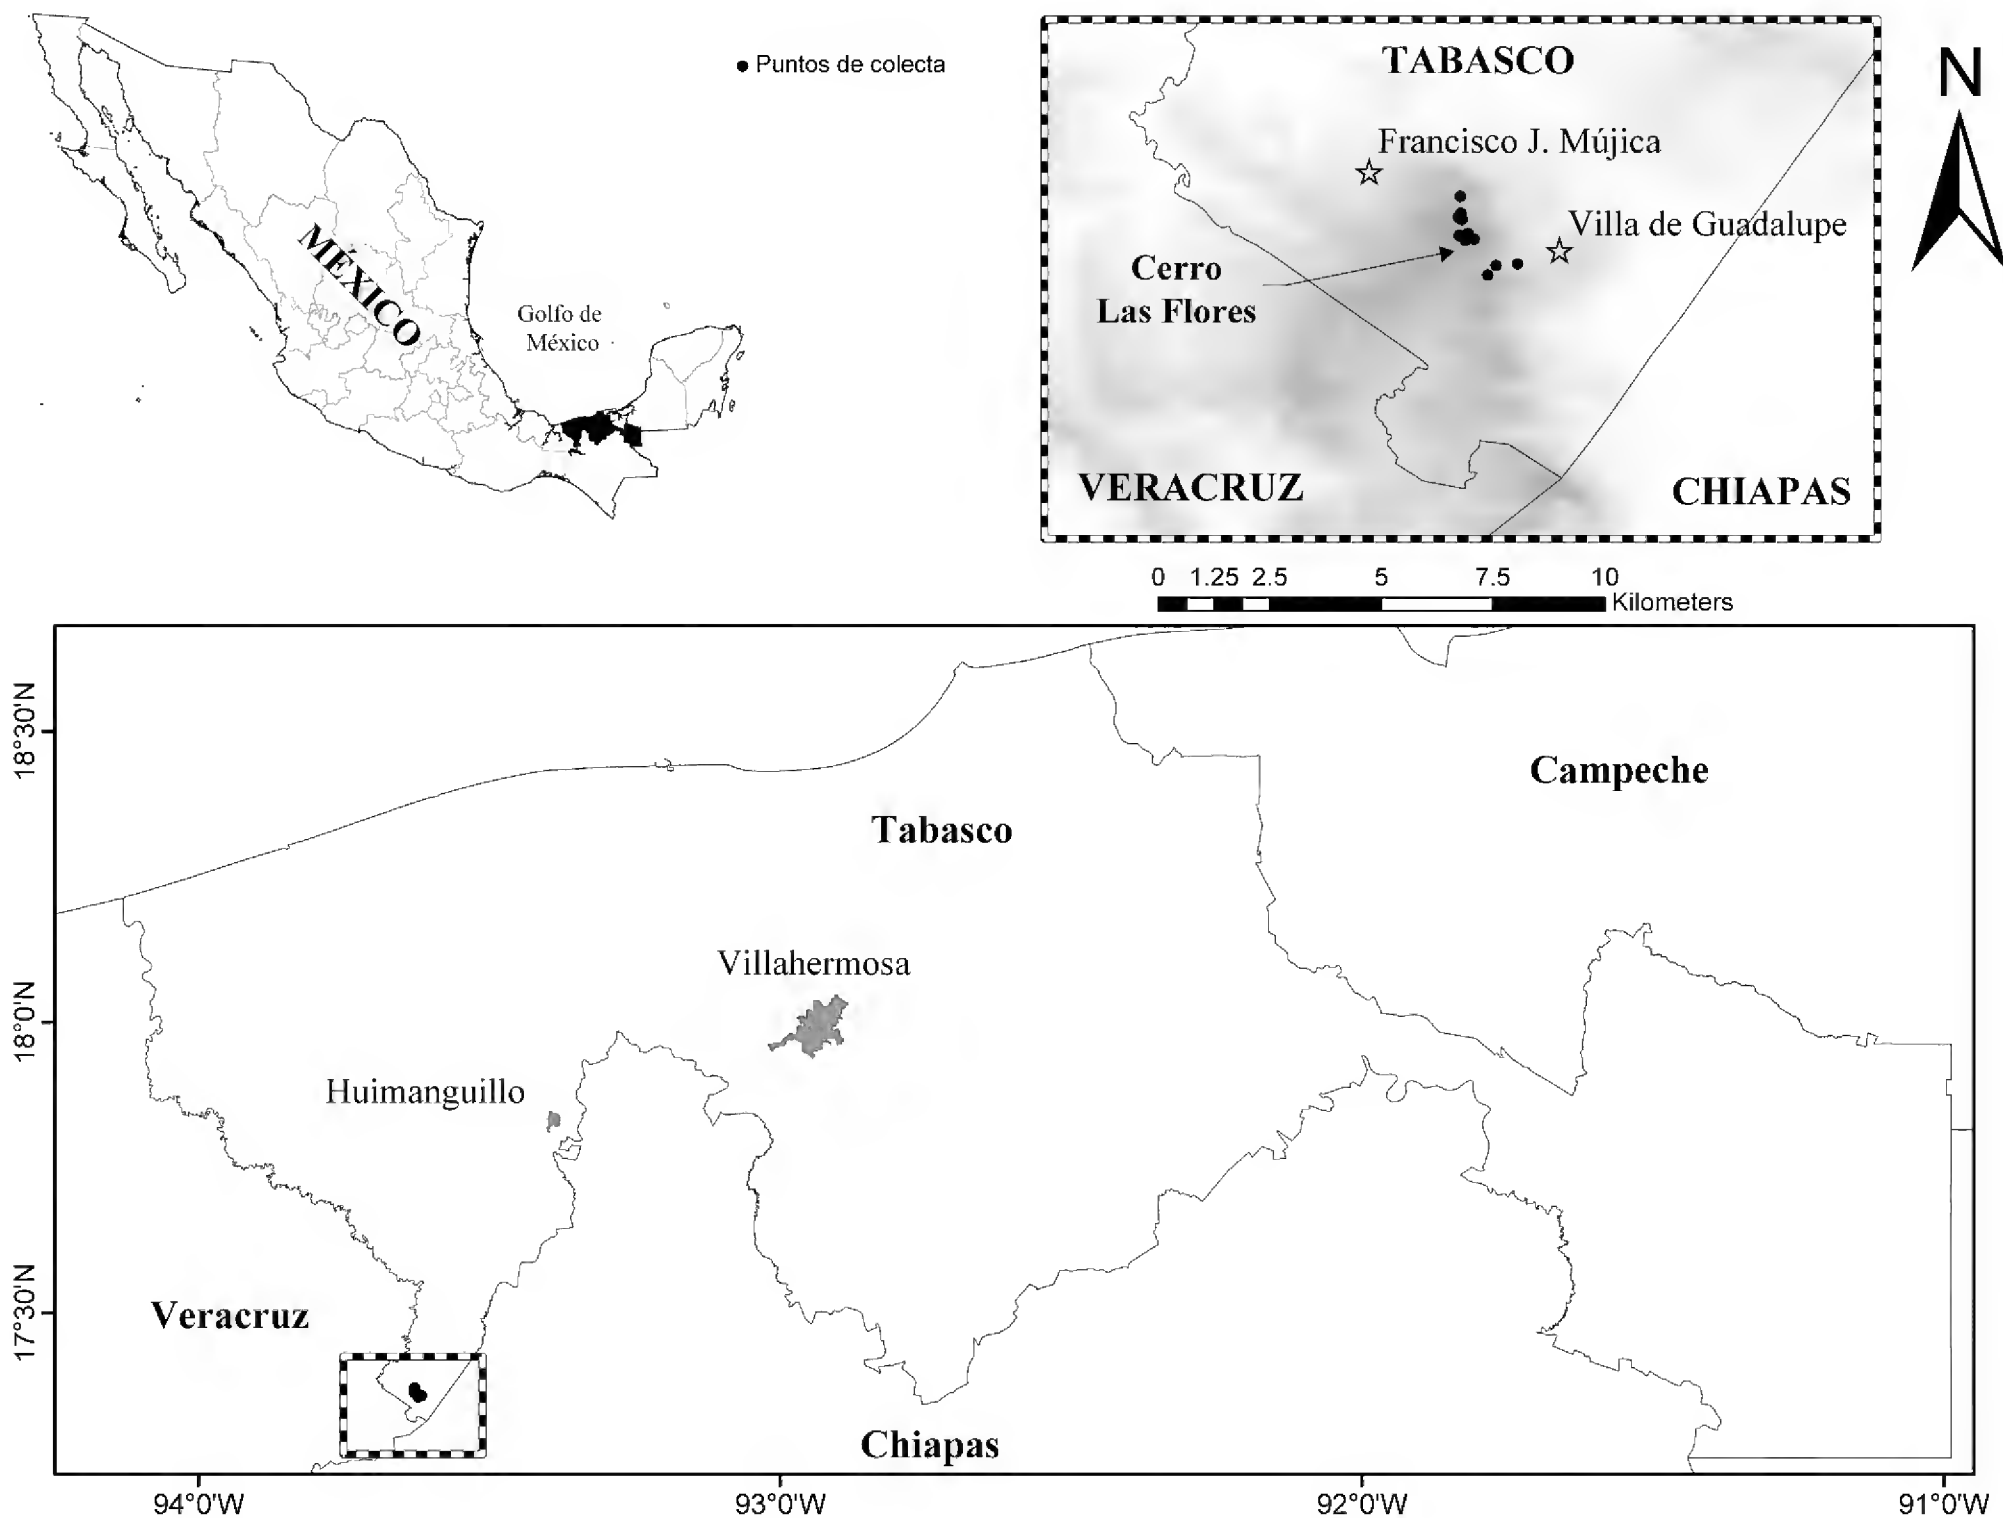 Puntos de colecta
MÉXICO
Golfo de
México
TABASCO
N
Francisco J. Mújica
Villa de Guadalupe
Cerro
Las Flores
VERACRUZ
CHIAPAS
0 1.25 2.5 5 7.5 10
Kilometers
18°30'N
Campeche
Tabasco
Villahermosa
18°0'N
Huimanguillo
17°30'N
Veracruz
Chiapas
94°0'W 93°0'W 92°0'W 91°0'W